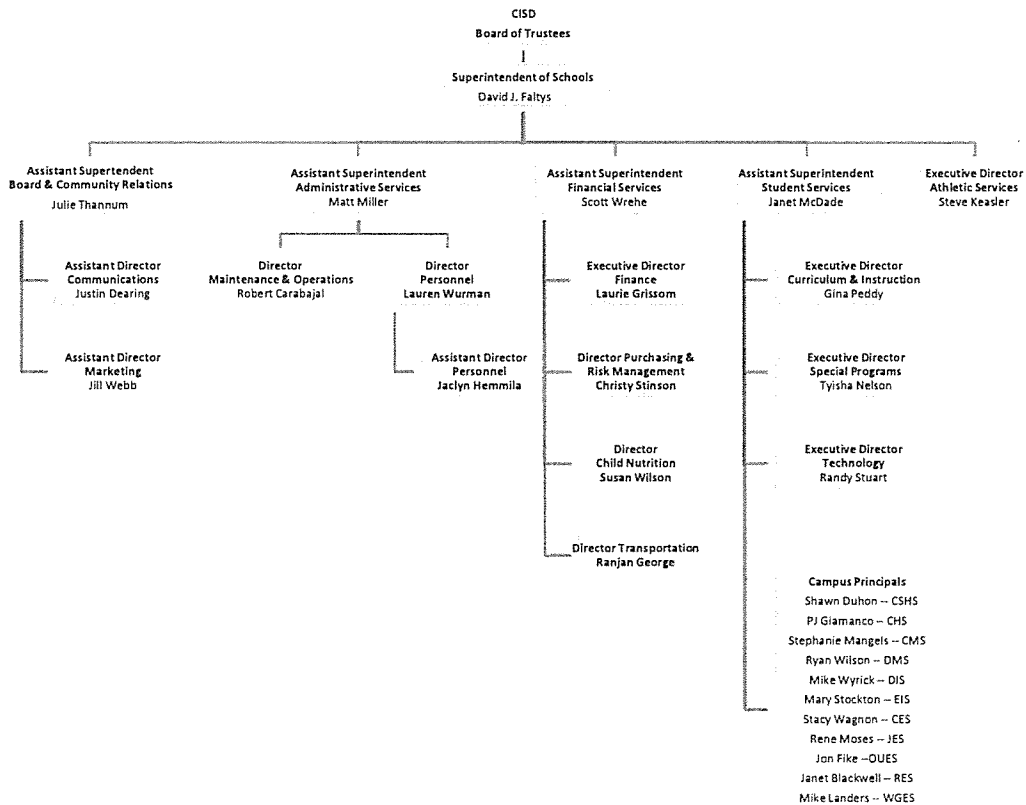 CISD
Board of Trustees
Superintendent of Schools
David J. Faltys
Assistant Supertendent
Board & Community Relations
Julie Thannum
Assistant Superintendent
Administrative Services
Matt Miller
Assistant Superintendent
Financial Services
Scott Wrehe
Assistant Superintendent
Student Services
Janet McDade
Executive Director
Athletic Services
Steve Keasler
Assistant Director
Communications
Justin Dearing
Assistant Director
Marketing
Jill Webb
Director
Maintenance & Operations
Robert Carabajal
Director
Personnel
Lauren Wurman
Assistant Director
Personnel
Jaclyn Hemmila
Executive Director
Finance
Laurie Grissom
Director Purchasing &
Risk Management
Christy Stinson
Director
Child Nutrition
Susan Wilson
Director Transportation
Ranjan George
Executive Director
Curriculum & Instruction
Gina Peddy
Executive Director
Special Programs
Tyisha Nelson
Executive Director
Technology
Randy Stuart
Campus Principals
Shawn Duhon -- CSHS
PJ Giamanco -- CHS
Stephanie Mangels -- CMS
Ryan Wilson -- DMS
Mike Wyrick -- DIS
Mary Stockton -- EIS
Stacy Wagnon -- CES
Rene Moses -- JES
Jon Fike --OUES
Janet Blackwell -- RES
Mike Landers -- WGES